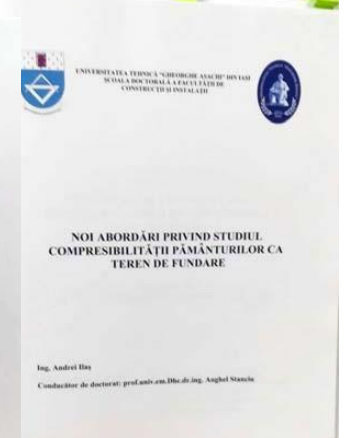 UNIVERSITATEA TEHNICĂ "GHEORGHE ASACHI" DIN IAŞI
ŞCOALA DOCTORALĂ A FACULTĂŢII DE
CONSTRUCŢII ŞI INSTALAŢII
NOI ABORDĂRI PRIVIND STUDIUL
COMPRESIBILITĂŢII PĂMÂNTURILOR CA
TEREN DE FUNDARE
Ing. Andrei
Conducător de doctorat: prof.univ.em.Dhc.dr.ing. Anghel Stanciu